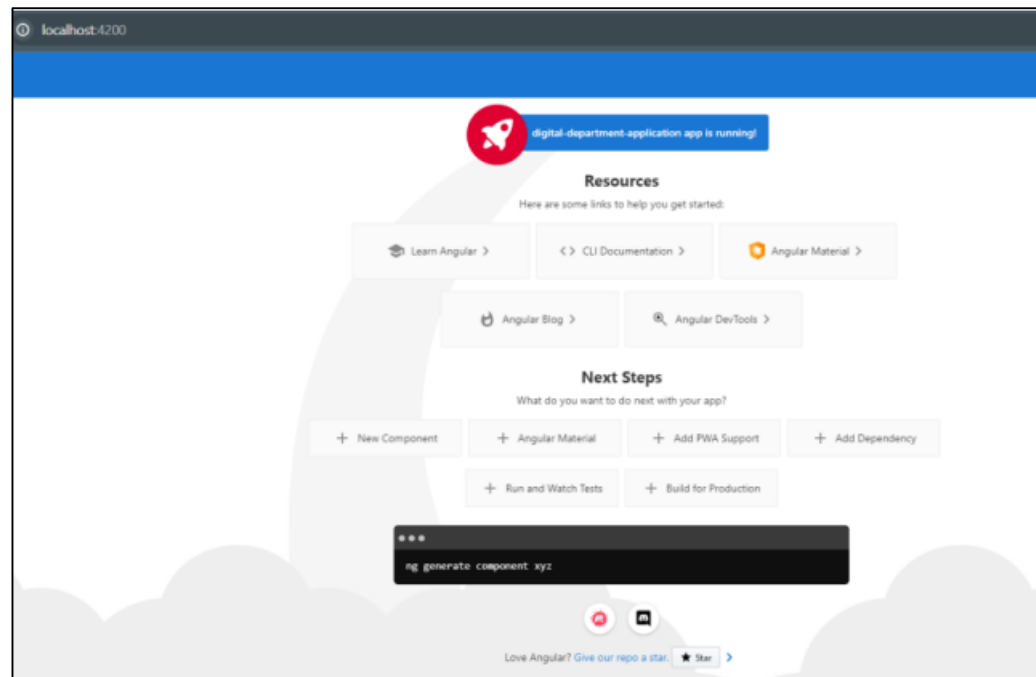 localhost:4200
digital-department-application app is running!
Resources
Here are some links to help you get started:
Learn Angular
CLI Documentation
Angular Material
Angular Blog
Angular DevTools
Next Steps
What do you want to do next with your app?
New Component
Angular Material
Add PWA Support
Add Dependency
Run and Watch Tests
Build for Production
ng generate component xyz
Love Angular? Give our repo a star. Star